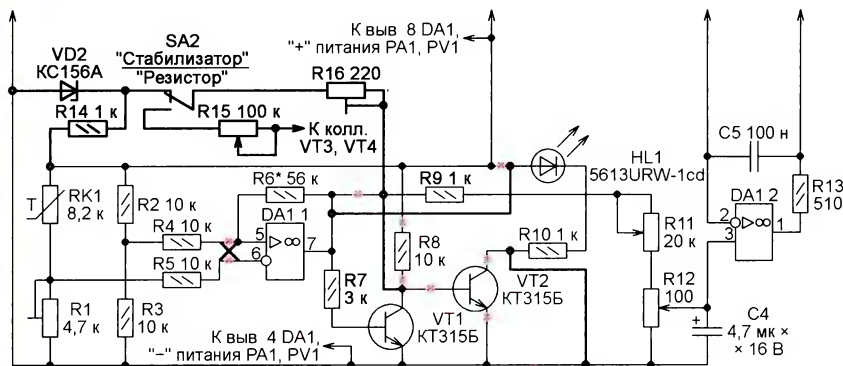 К выв 8 DA1,
"+" питания PA1, PV1
SA2
"Стабилизатор"
"Резистор"
VD2
КС156А
R16 220
R14 1 к
R15 100 к
К колл.
VT3, VT4
C5 100 н
HL1
5613URW-1cd
R13
510
RK1
8,2 к
T
R2 10 к
R6* 56 к
R9 1 к
DA1 1
DA1.2
R4 10 к
5
7
6
R5 10 к
R8
10 к
R10 1 к
R11
20 к
2
3
1
R7
3 к
VT2
КТ315Б
R12
100
R1
4,7 к
R3
10 к
VT1
КТ315Б
C4
4,7 мк ×
× 16 В
+
К выв 4 DA1,
"–" питания PA1, PV1
▷∞
▷∞